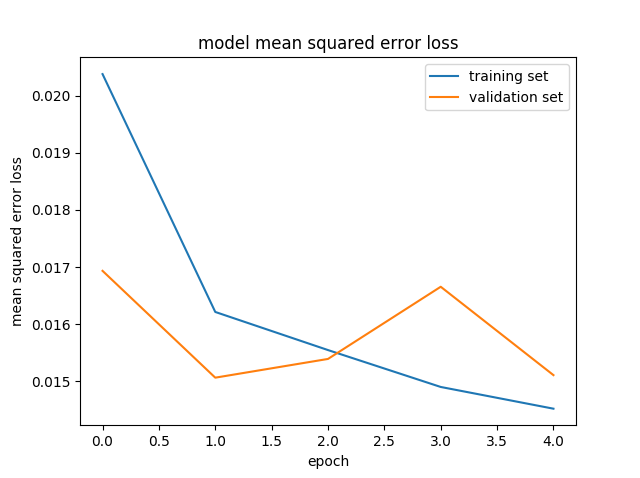 model mean squared error loss
training set
validation set
0.020
0.019
0.018
0.017
0.016
0.015
mean squared error loss
0.0 0.5 1.0 1.5 2.0 2.5 3.0 3.5 4.0
epoch